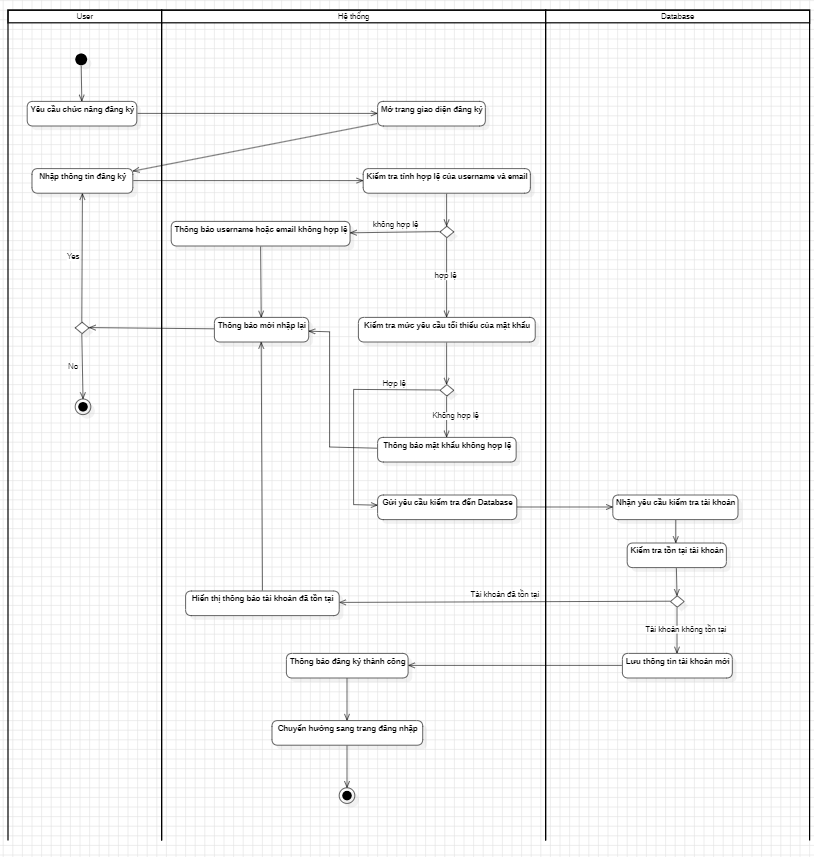 User
Hệ thống
Database
Yêu cầu chức năng đăng ký
Mở trang giao diện đăng ký
Nhập thông tin đăng ký
Kiểm tra tính hợp lệ của username và email
không hợp lệ
Thông báo username hoặc email không hợp lệ
Yes
hợp lệ
Thông báo mời nhập lại
Kiểm tra mức yêu cầu tối thiểu của mật khẩu
No
Hợp lệ
Không hợp lệ
Thông báo mật khẩu không hợp lệ
Gửi yêu cầu kiểm tra đến Database
Nhận yêu cầu kiểm tra tài khoản
Kiểm tra tồn tại tài khoản
Tài khoản đã tồn tại
Hiển thị thông báo tài khoản đã tồn tại
Tài khoản không tồn tại
Thông báo đăng ký thành công
Lưu thông tin tài khoản mới
Chuyển hướng sang trang đăng nhập